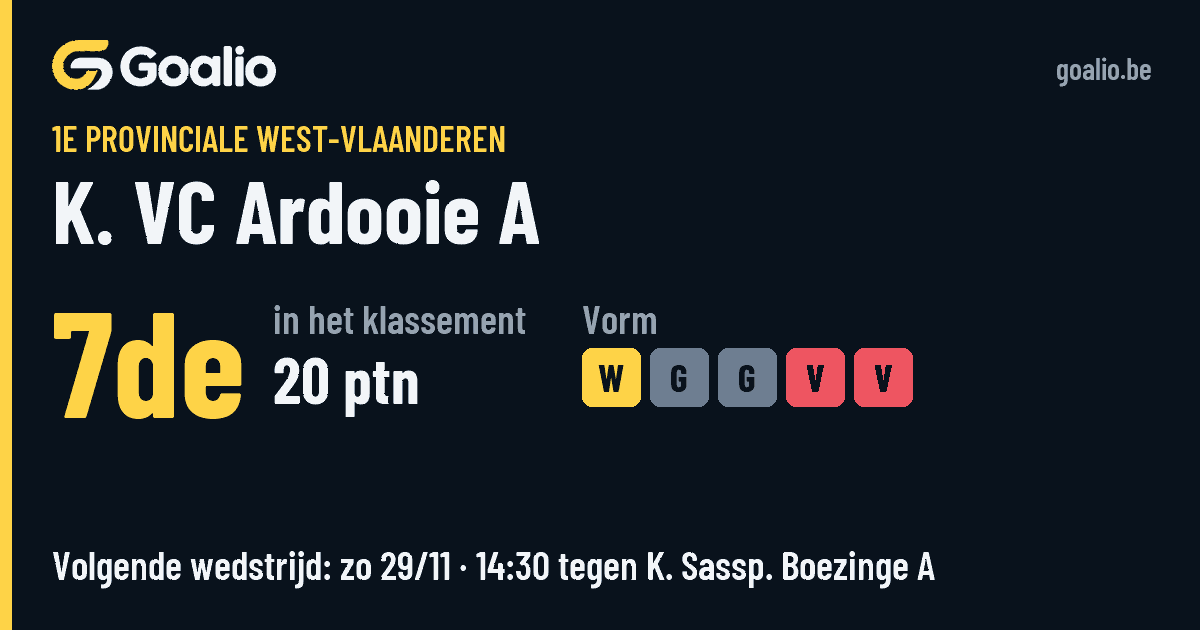 Goalio
goalio.be
1E PROVINCIALE WEST-VLAANDEREN
K. VC Ardooie A
7de
in het klassement
20 ptn
Vorm
W G G V V
Volgende wedstrijd: zo 29/11 · 14:30 tegen K. Sassp. Boezinge A